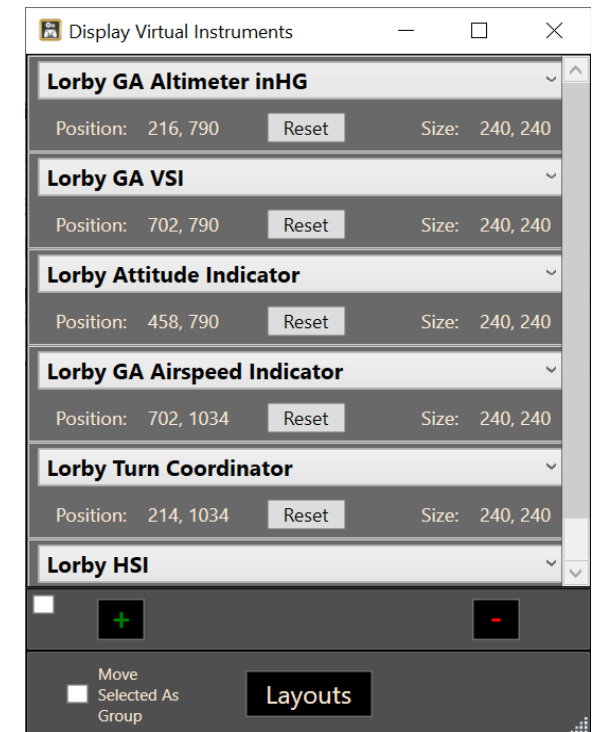 Display Virtual Instruments
Lorby GA Altimeter inHG
Position: 216, 790 Reset Size: 240, 240
Lorby GA VSI
Position: 702, 790 Reset Size: 240, 240
Lorby Attitude Indicator
Position: 458, 790 Reset Size: 240, 240
Lorby GA Airspeed Indicator
Position: 702, 1034 Reset Size: 240, 240
Lorby Turn Coordinator
Position: 214, 1034 Reset Size: 240, 240
Lorby HSI
+ -
Move
Selected As
Group
Layouts